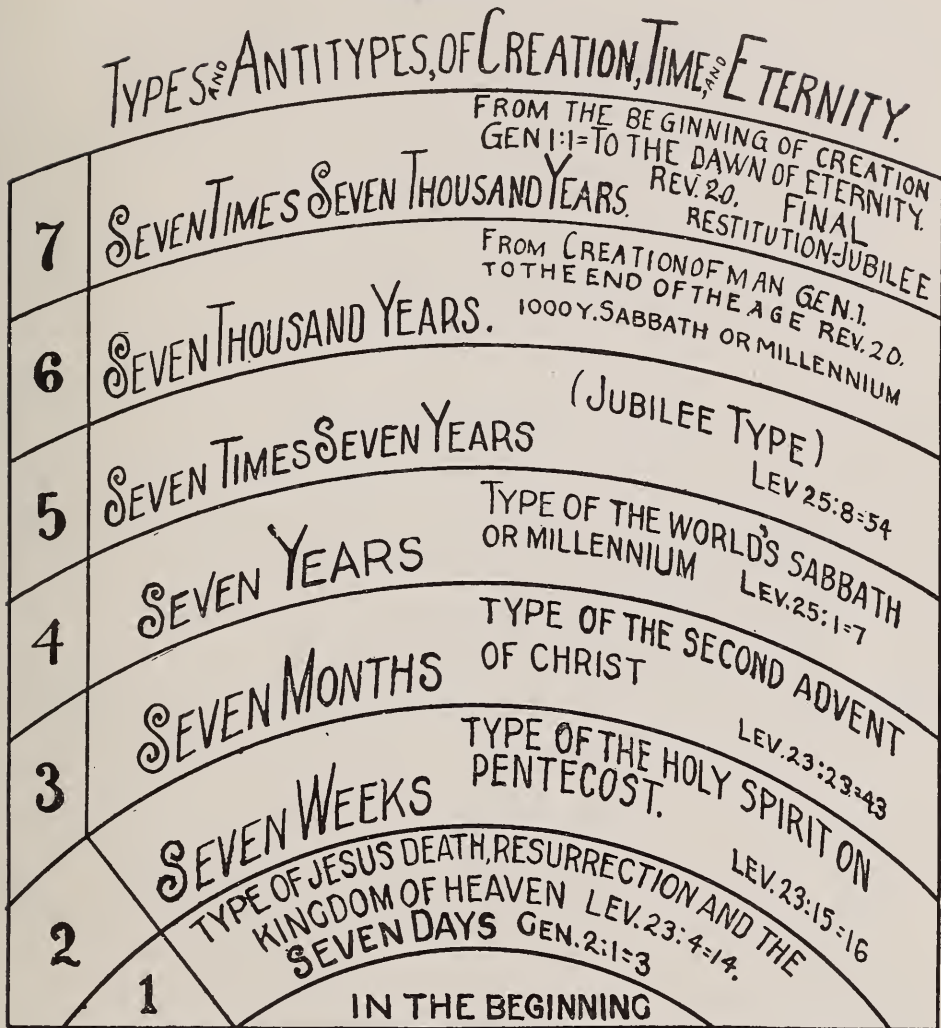 TYPES AND ANTITYPES, OF CREATION, TIME, AND ETERNITY.
7
SEVEN TIMES SEVEN THOUSAND YEARS.
FROM THE BEGINNING OF CREATION
GEN 1:1=TO THE DAWN OF ETERNITY.
REV. 20. FINAL
RESTITUTION-JUBILEE
6
SEVEN THOUSAND YEARS.
FROM CREATION OF MAN GEN.1.
TO THE END OF THE AGE REV. 20.
1000 Y. SABBATH OR MILLENNIUM
5
SEVEN TIMES SEVEN YEARS
(JUBILEE TYPE)
LEV 25:8=54
4
SEVEN YEARS
TYPE OF THE WORLD'S SABBATH
OR MILLENNIUM LEV. 25:1=7
3
SEVEN MONTHS
TYPE OF THE SECOND ADVENT
OF CHRIST
LEV. 23:23=43
2
SEVEN WEEKS
TYPE OF THE HOLY SPIRIT ON
PENTECOST.
LEV. 23:15=16
1
TYPE OF JESUS DEATH, RESURRECTION AND THE
KINGDOM OF HEAVEN LEV. 23:4=14.
SEVEN DAYS GEN. 2:1=3
IN THE BEGINNING